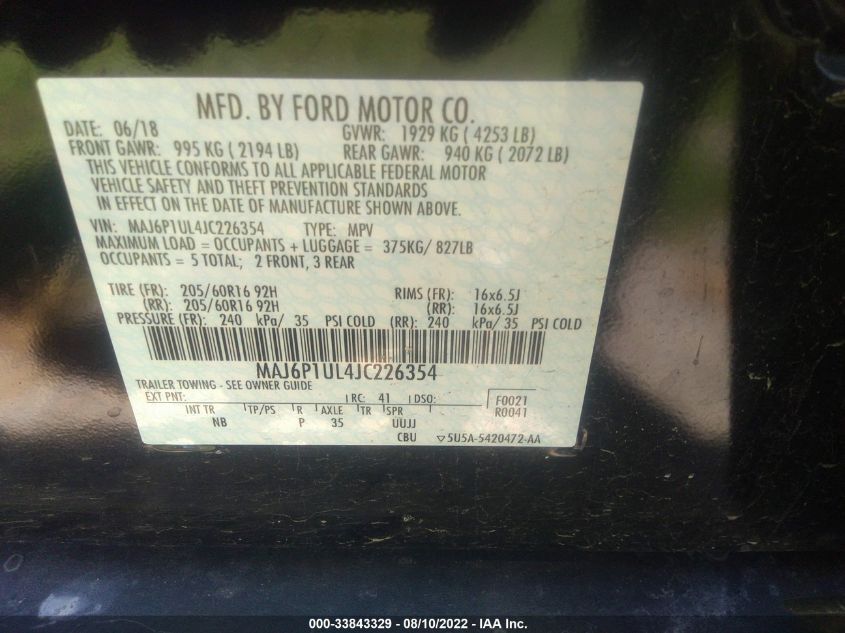 MFD. BY FORD MOTOR CO.
DATE: 06/18 GVWR: 1929 KG ( 4253 LB)
FRONT GAWR: 995 KG ( 2194 LB) REAR GAWR: 940 KG ( 2072 LB)
THIS VEHICLE CONFORMS TO ALL APPLICABLE FEDERAL MOTOR
VEHICLE SAFETY AND THEFT PREVENTION STANDARDS
IN EFFECT ON THE DATE OF MANUFACTURE SHOWN ABOVE.
VIN: MAJ6P1UL4JC226354 TYPE: MPV
MAXIMUM LOAD = OCCUPANTS + LUGGAGE = 375KG/ 827LB
OCCUPANTS = 5 TOTAL; 2 FRONT, 3 REAR
TIRE (FR): 205/60R16 92H RIMS (FR): 16x6.5J
(RR): 205/60R16 92H (RR): 16x6.5J
PRESSURE (FR): 240 kPa/ 35 PSI COLD (RR): 240 kPa/ 35 PSI COLD
MAJ6P1UL4JC226354
TRAILER TOWING - SEE OWNER GUIDE
EXT PNT: RC: 41 DSO: F0021
INT TR TP/PS R AXLE TR SPR R0041
NB P 35 UUJJ
CBU 5U5A-5420472-AA
000-33843329 - 08/10/2022 - IAA Inc.